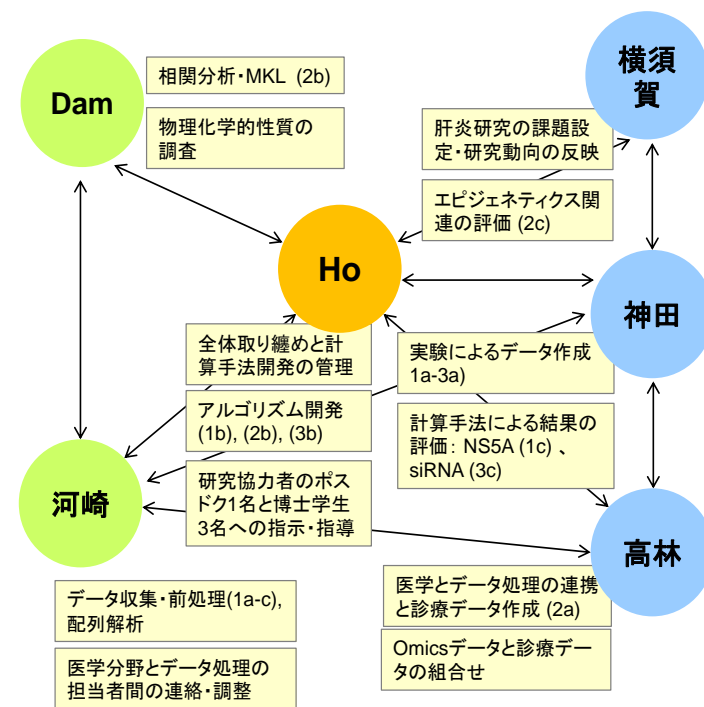 Dam
相関分析・MKL (2b)
物理化学的性質の
調査
横須
賀
肝炎研究の課題設
定・研究動向の反映
エピジェネティクス関
連の評価 (2c)
Ho
神田
全体取り纏めと計
算手法開発の管理
アルゴリズム開発
(1b), (2b), (3b)
研究協力者のポス
ドク1名と博士学生
3名への指示・指導
実験によるデータ作成
1a-3a)
計算手法による結果の
評価： NS5A (1c) 、
siRNA (3c)
河崎
高林
データ収集・前処理(1a-c),
配列解析
医学分野とデータ処理の
担当者間の連絡・調整
医学とデータ処理の連携
と診療データ作成 (2a)
Omicsデータと診療デー
タの組合せ